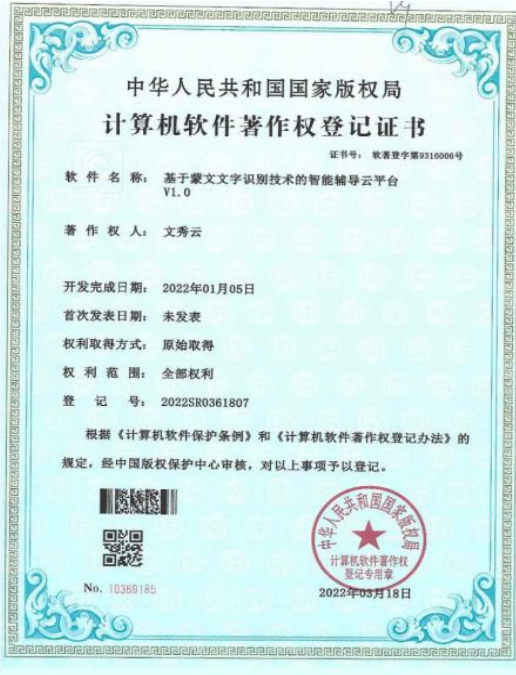 中华人民共和国国家版权局
计算机软件著作权登记证书
证书号： 软著登字第9316006号
软件名称： 基于蒙文文字识别技术的智能辅导云平台
V1.0
著作权人： 文秀云
开发完成日期： 2022年01月05日
首次发表日期： 未发表
权利取得方式： 原始取得
权利范围： 全部权利
登记号： 2022SR0361807
根据《计算机软件保护条例》和《计算机软件著作权登记办法》的
规定，经中国版权保护中心审核，对以上事项予以登记。
中华人民共和国国家版权局
计算机软件著作权
登记专用章
No. 10369185
2022年03月18日